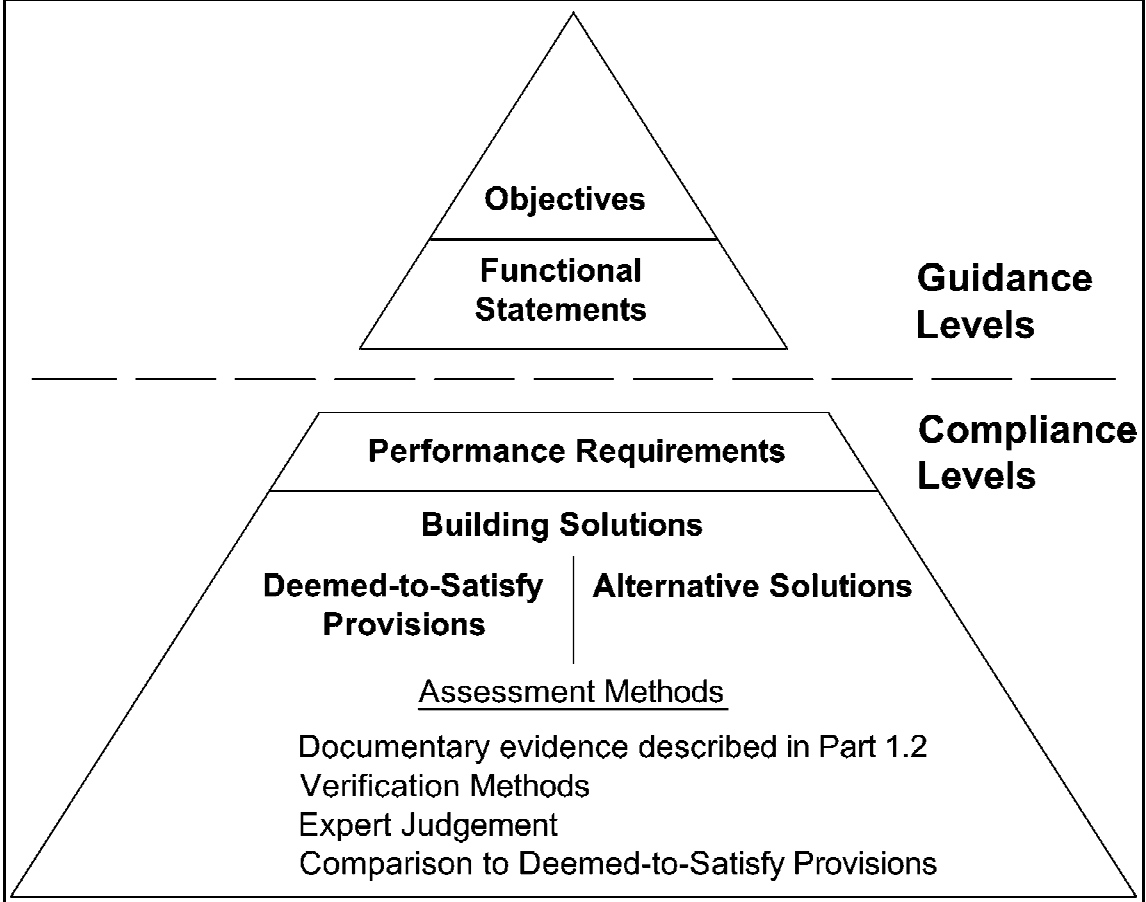 Objectives
Functional
Statements
Guidance
Levels
Compliance
Levels
Performance Requirements
Building Solutions
Deemed-to-Satisfy
Provisions
Alternative Solutions
Assessment Methods
Documentary evidence described in Part 1.2
Verification Methods
Expert Judgement
Comparison to Deemed-to-Satisfy Provisions